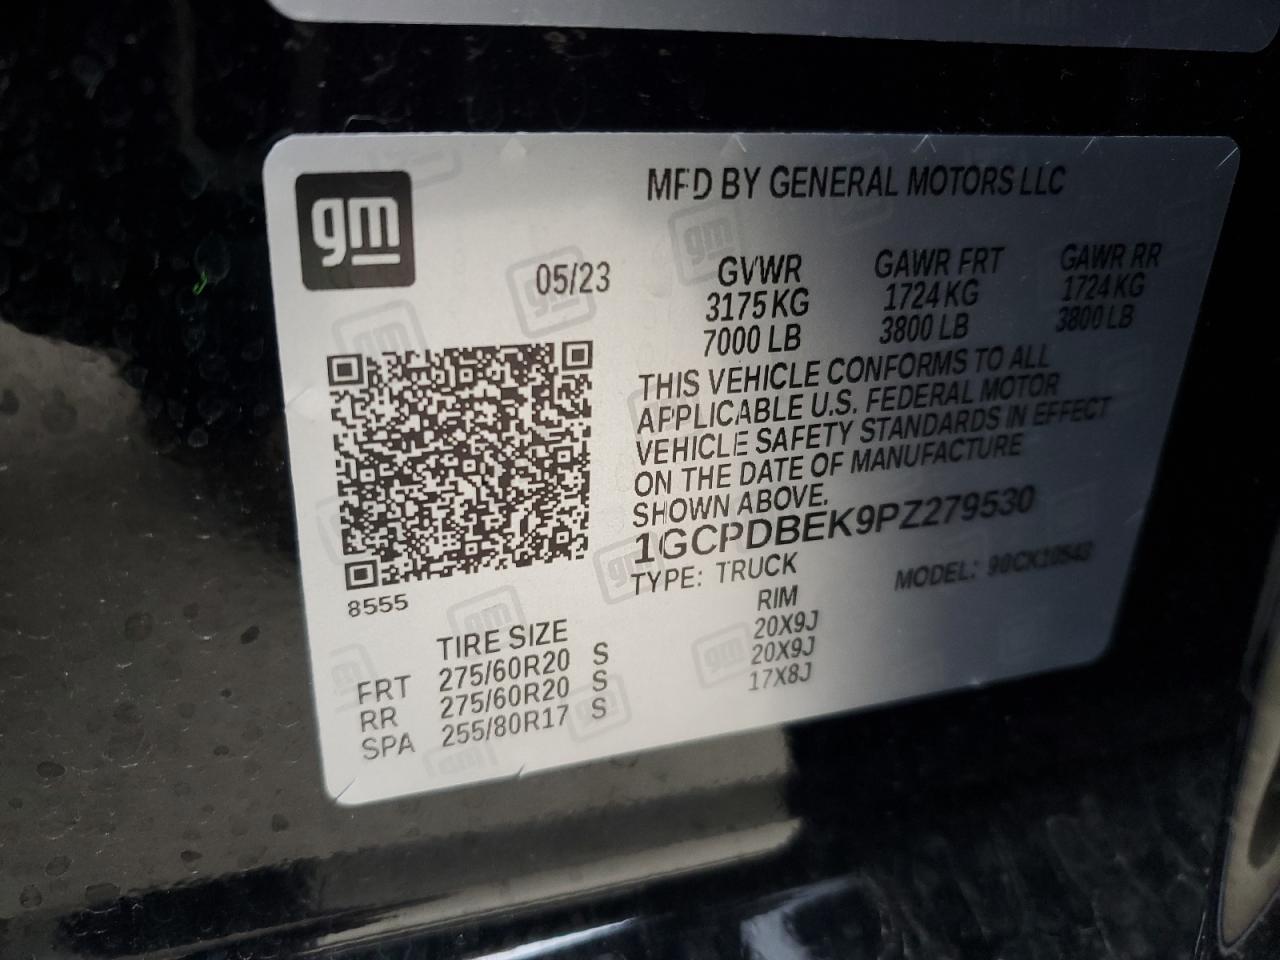 gm
MFD BY GENERAL MOTORS LLC
05/23
GVWR GAWR FRT GAWR RR
3175 KG 1724 KG 1724 KG
7000 LB 3800 LB 3800 LB
THIS VEHICLE CONFORMS TO ALL
APPLICABLE U.S. FEDERAL MOTOR
VEHICLE SAFETY STANDARDS IN EFFECT
ON THE DATE OF MANUFACTURE
SHOWN ABOVE.
1GCPDBEK9PZ279530
TYPE: TRUCK MODEL:
8555
TIRE SIZE RIM
FRT 275/60R20 S 20X9J
RR 275/60R20 S 20X9J
SPA 255/80R17 S 17X8J